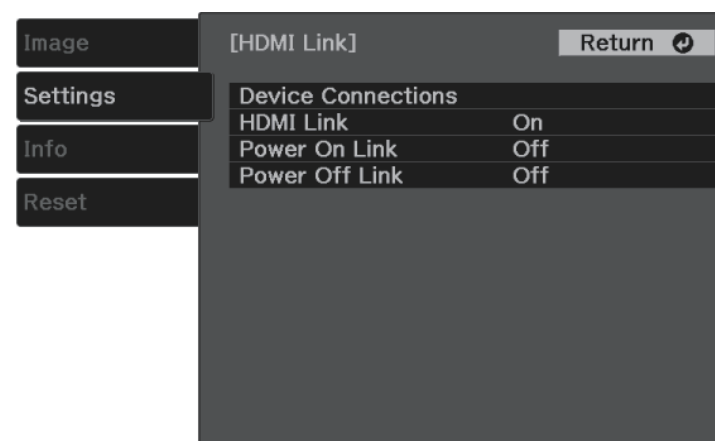 Image
Settings
Info
Reset
[HDMI Link]
Return
Device Connections
HDMI Link On
Power On Link Off
Power Off Link Off